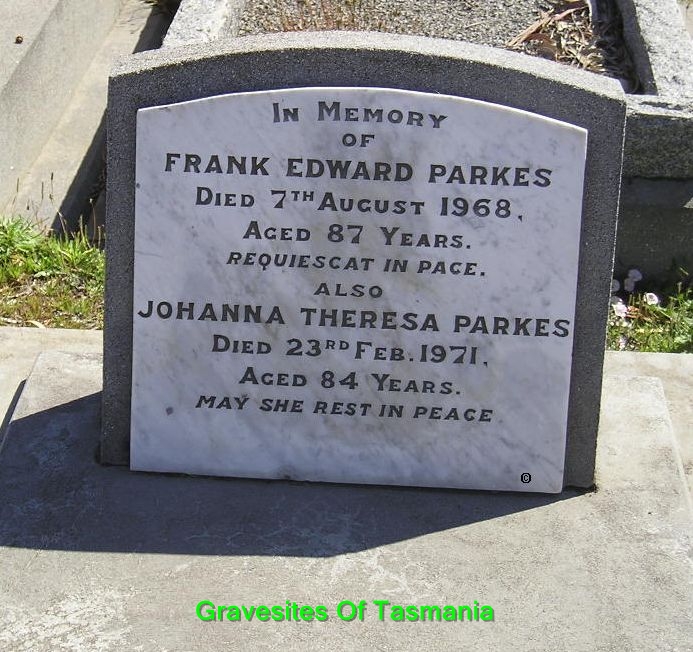 In Memory
OF
FRANK EDWARD PARKES
Died 7TH August 1968,
Aged 87 Years.
REQUIESCAT IN PACE.
ALSO
JOHANNA THERESA PARKES
Died 23RD Feb. 1971,
Aged 84 Years.
MAY SHE REST IN PEACE
©
Gravesites Of Tasmania